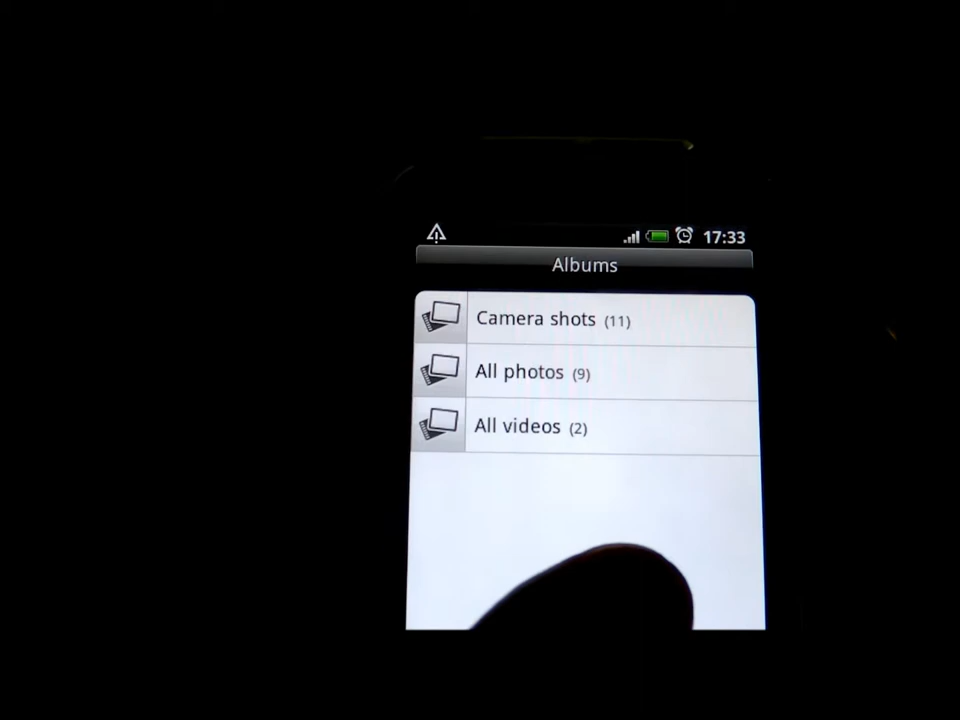 17:33
Albums
Camera shots (11)
All photos (9)
All videos (2)